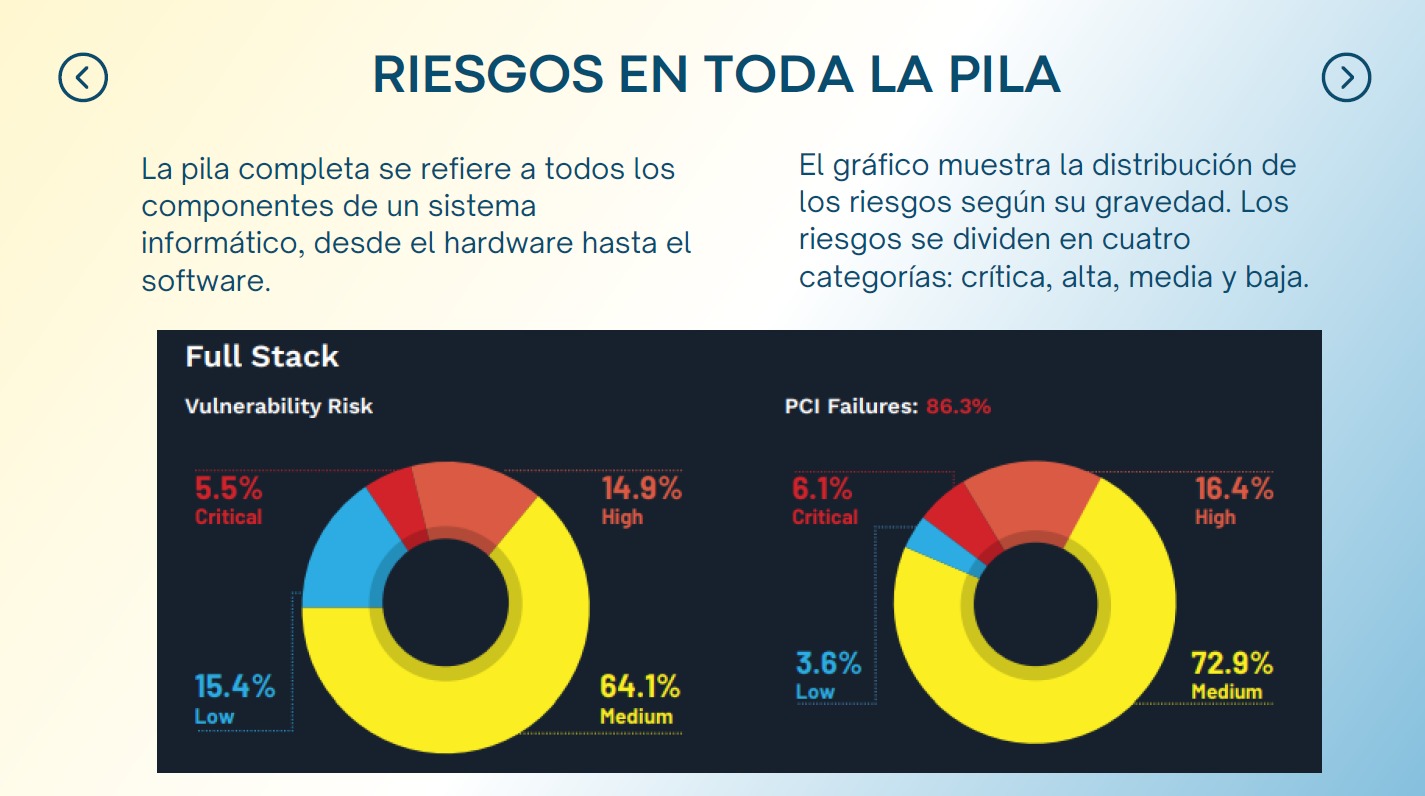 RIESGOS EN TODA LA PILA
La pila completa se refiere a todos los
componentes de un sistema
informático, desde el hardware hasta el
software.
El gráfico muestra la distribución de
los riesgos según su gravedad. Los
riesgos se dividen en cuatro
categorías: crítica, alta, media y baja.
Full Stack
Vulnerability Risk
5.5%
Critical
14.9%
High
15.4%
Low
64.1%
Medium
PCI Failures: 86.3%
6.1%
Critical
16.4%
High
3.6%
Low
72.9%
Medium